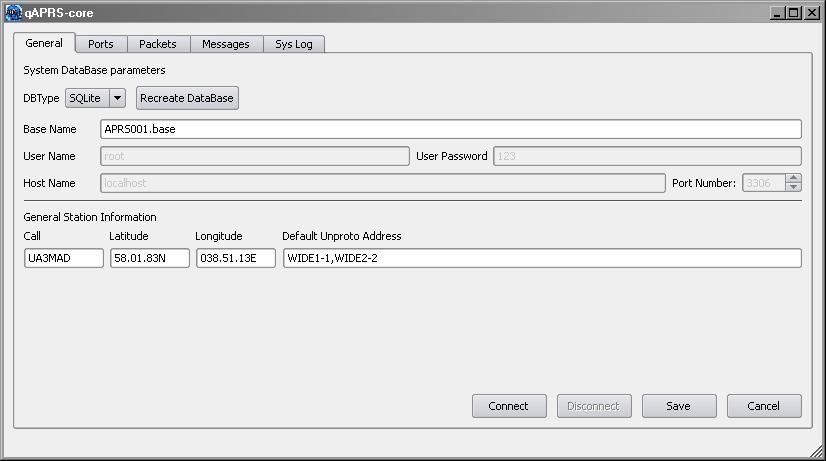 qAPRS-core
General Ports Packets Messages Sys Log
System DataBase parameters
DBType SQLite Recreate DataBase
Base Name APRS001.base
User Name root User Password 123
Host Name localhost Port Number: 3306
General Station Information
Call Latitude Longitude Default Unproto Address
UA3MAD 58.01.83N 038.51.13E WIDE1-1,WIDE2-2
Connect Disconnect Save Cancel